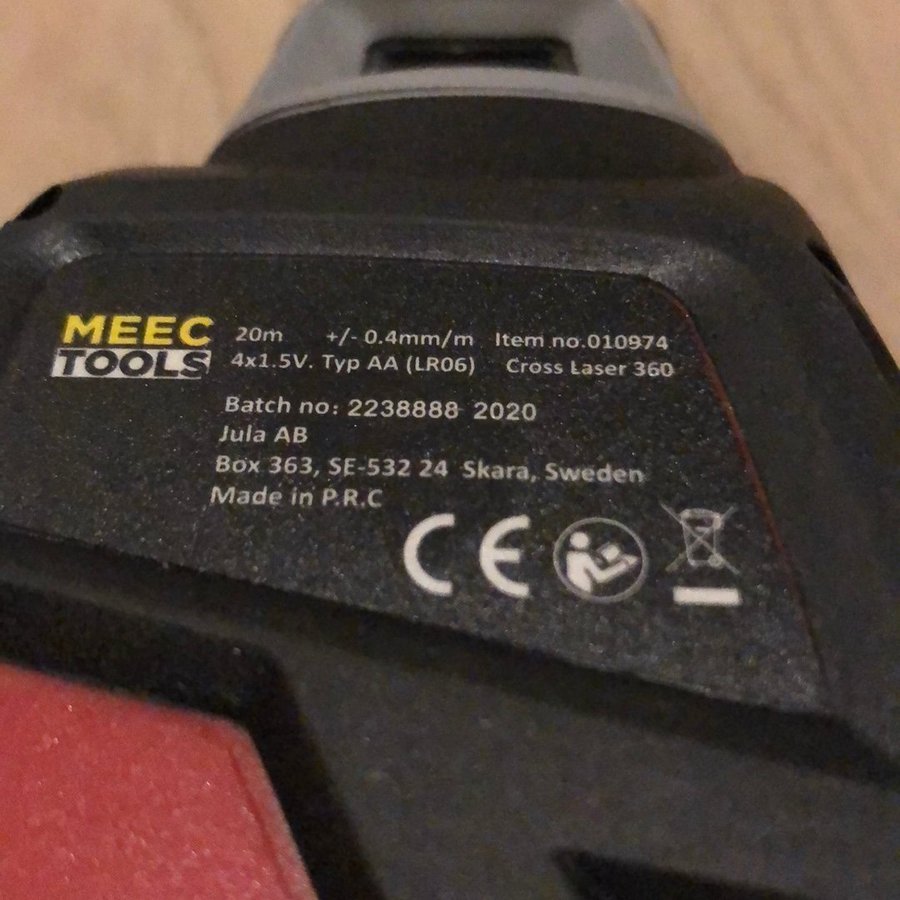 MEEC
TOOLS
20m +/- 0.4mm/m Item no.010974
4x1.5V. Typ AA (LR06) Cross Laser 360
Batch no: 2238888 2020
Jula AB
Box 363, SE-532 24 Skara, Sweden
Made in P.R.C
CE